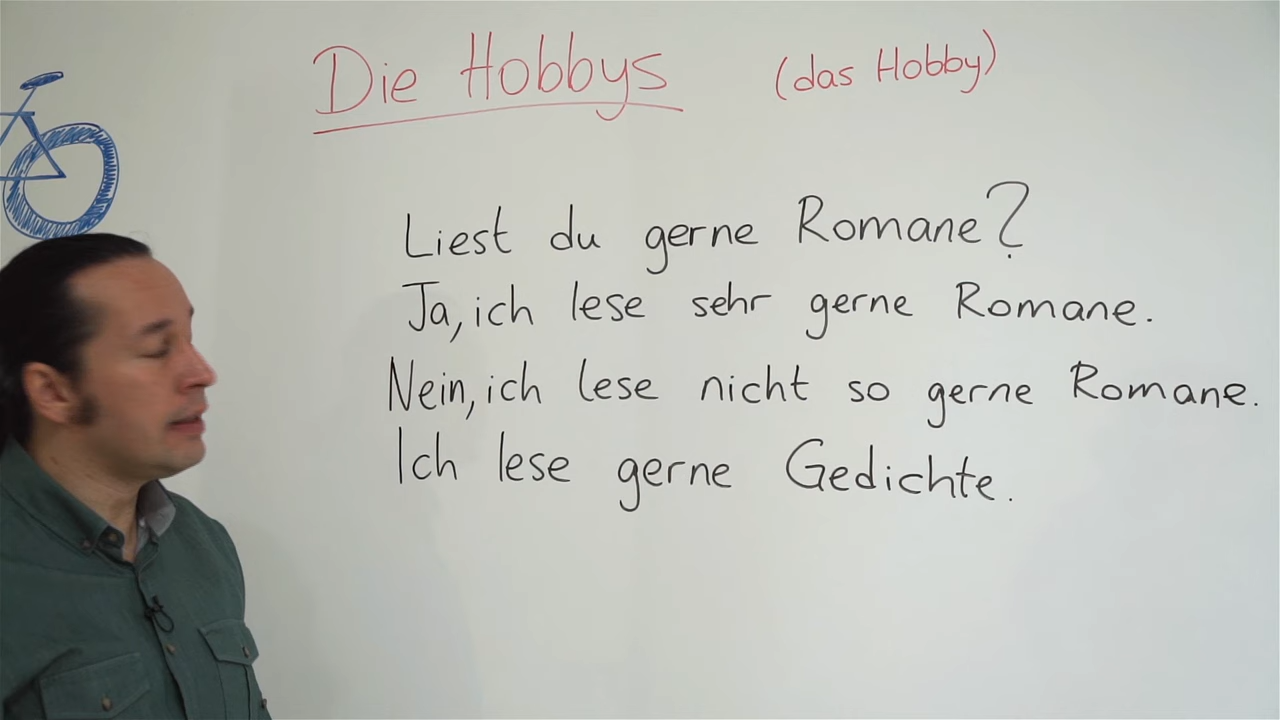 Die Hobbys (das Hobby)
Liest du gerne Romane?
Ja, ich lese sehr gerne Romane.
Nein, ich lese nicht so gerne Romane.
Ich lese gerne Gedichte.